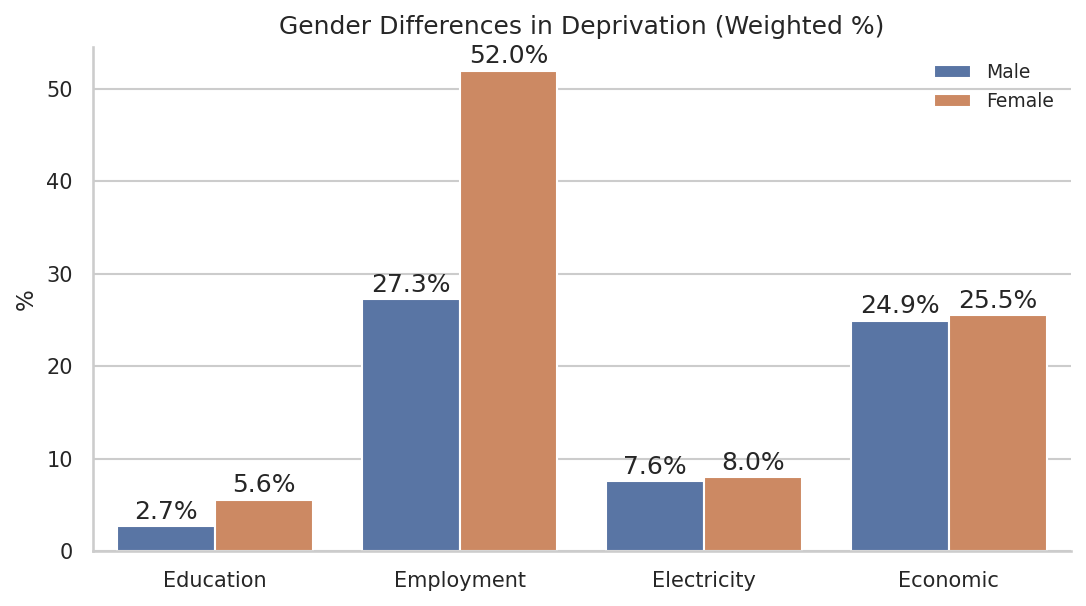 Gender Differences in Deprivation (Weighted %)
52.0%
Male
Female
50
40
30
27.3%
24.9%
25.5%
%
20
10
7.6%
8.0%
5.6%
2.7%
0
Education
Employment
Electricity
Economic